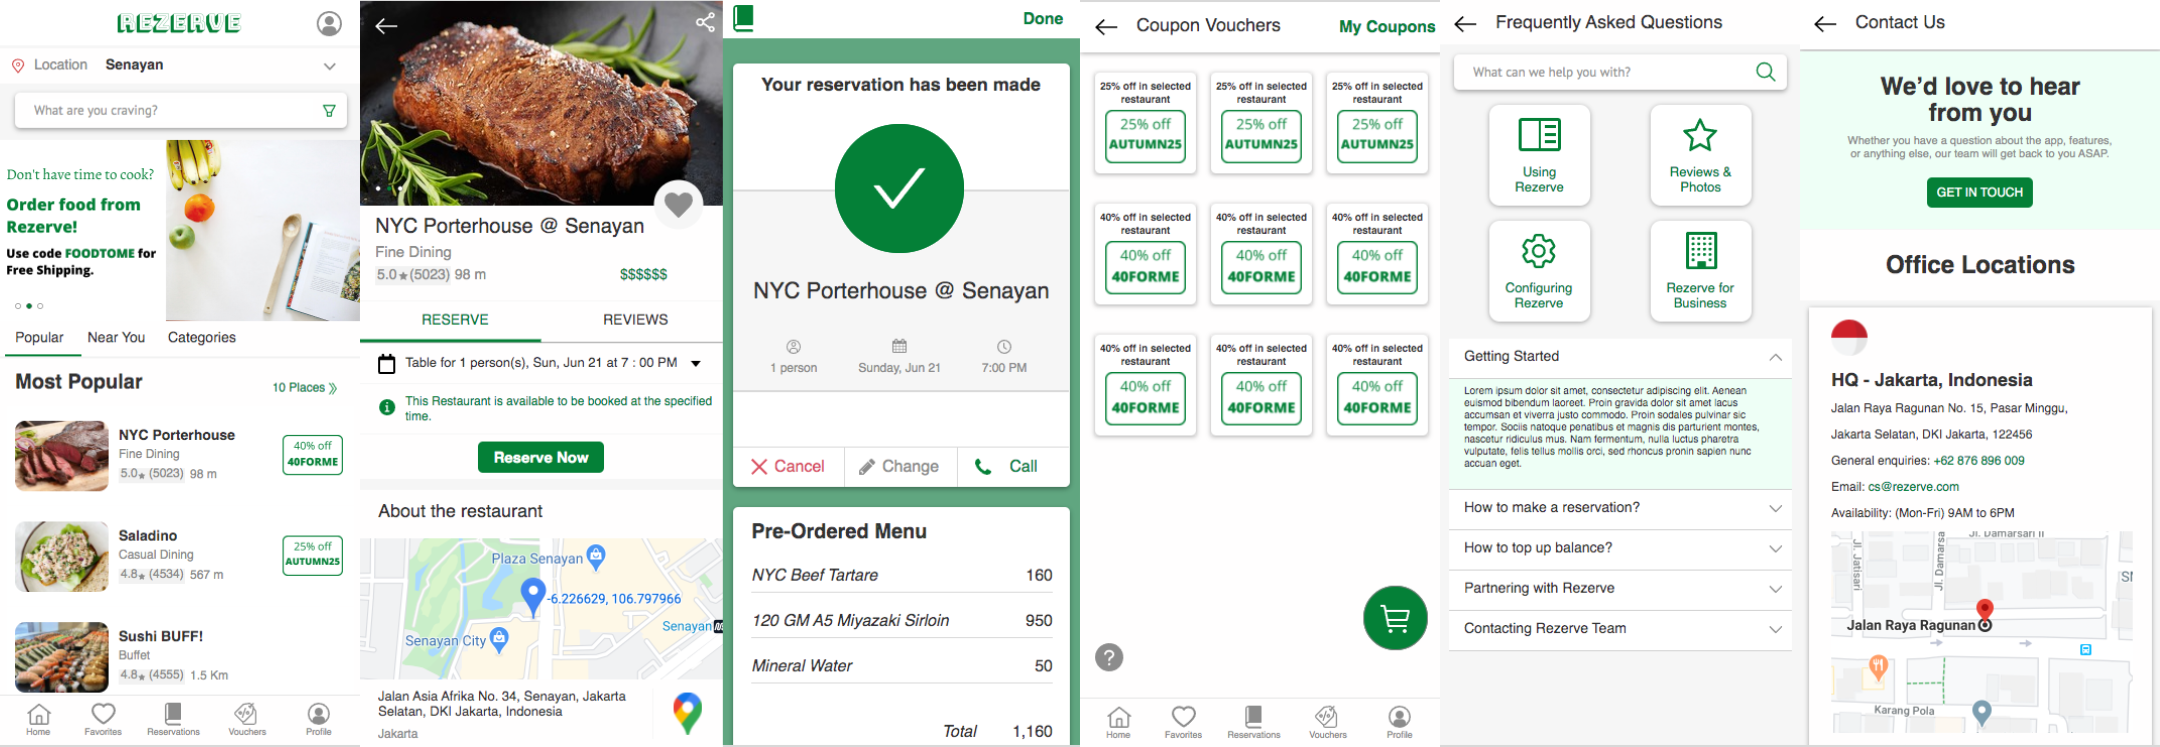 REZERVE
Location Senayan
What are you craving?
Don't have time to cook?
Order food from
Rezerve!
Use code FOODTOME for
Free Shipping.
Popular Near You Categories
Most Popular 10 Places
NYC Porterhouse
Fine Dining
5.0★ (5023) 98 m
40% off
40FORME
Saladino
Casual Dining
4.8★ (4534) 567 m
25% off
AUTUMN25
Sushi BUFF!
Buffet
4.8★ (4555) 1.5 Km
Home Favorites Reservations Vouchers Profile
NYC Porterhouse @ Senayan
Fine Dining
5.0★(5023) 98 m $$$$$$
RESERVE REVIEWS
Table for 1 person(s), Sun, Jun 21 at 7 : 00 PM
This Restaurant is available to be booked at the specified
time.
Reserve Now
About the restaurant
Plaza Senayan
-6.226629, 106.797966
Senayan
Senayan City
Jalan Asia Afrika No. 34, Senayan, Jakarta
Selatan, DKI Jakarta, Indonesia
Jakarta
Done
Your reservation has been made
NYC Porterhouse @ Senayan
1 person Sunday, Jun 21 7:00 PM
Cancel Change Call
Pre-Ordered Menu
NYC Beef Tartare 160
120 GM A5 Miyazaki Sirloin 950
Mineral Water 50
Total 1,160
Coupon Vouchers My Coupons
25% off in selected
restaurant
25% off
AUTUMN25
25% off in selected
restaurant
25% off
AUTUMN25
25% off in selected
restaurant
25% off
AUTUMN25
40% off in selected
restaurant
40% off
40FORME
40% off in selected
restaurant
40% off
40FORME
40% off in selected
restaurant
40% off
40FORME
40% off in selected
restaurant
40% off
40FORME
40% off in selected
restaurant
40% off
40FORME
40% off in selected
restaurant
40% off
40FORME
?
Home Favorites Reservations Vouchers Profile
Frequently Asked Questions
What can we help you with?
Using
Rezerve
Reviews &
Photos
Configuring
Rezerve
Rezerve for
Business
Getting Started
Lorem ipsum dolor sit amet, consectetur adipiscing elit. Aenean
euismod bibendum laoreet. Proin gravida dolor sit amet lacus
accumsan et viverra justo commodo. Proin sodales pulvinar sic
tempor. Sociis natoque penatibus et magnis dis parturient montes,
nascetur ridiculus mus. Nam fermentum, nulla luctus pharetra
vulputate, felis tellus mollis orci, sed rhoncus pronin sapien nunc
accuan eget.
How to make a reservation?
How to top up balance?
Partnering with Rezerve
Contacting Rezerve Team
Contact Us
We'd love to hear
from you
Whether you have a question about the app, features,
or anything else, our team will get back to you ASAP.
GET IN TOUCH
Office Locations
HQ - Jakarta, Indonesia
Jalan Raya Ragunan No. 15, Pasar Minggu,
Jakarta Selatan, DKI Jakarta, 122456
General enquiries: +62 876 896 009
Email: cs@rezerve.com
Availability: (Mon-Fri) 9AM to 6PM
Jl. Damarsari II
Jl. Jatisari
Jl. Damarsa
Jalan Raya Ragunan
Karang Pola